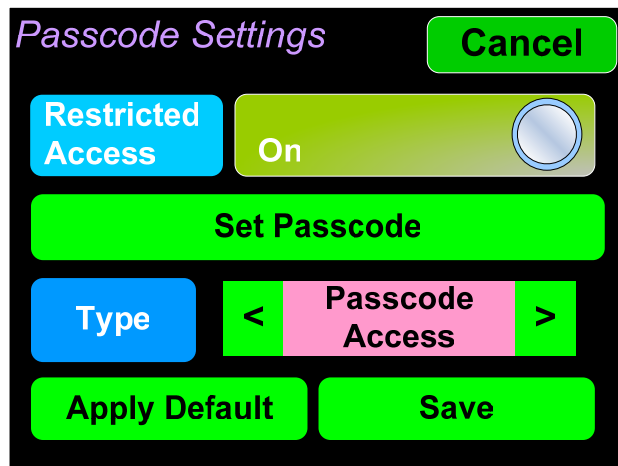 Passcode Settings
Cancel
Restricted
Access
On
Set Passcode
Type
<
Passcode
Access
>
Apply Default
Save